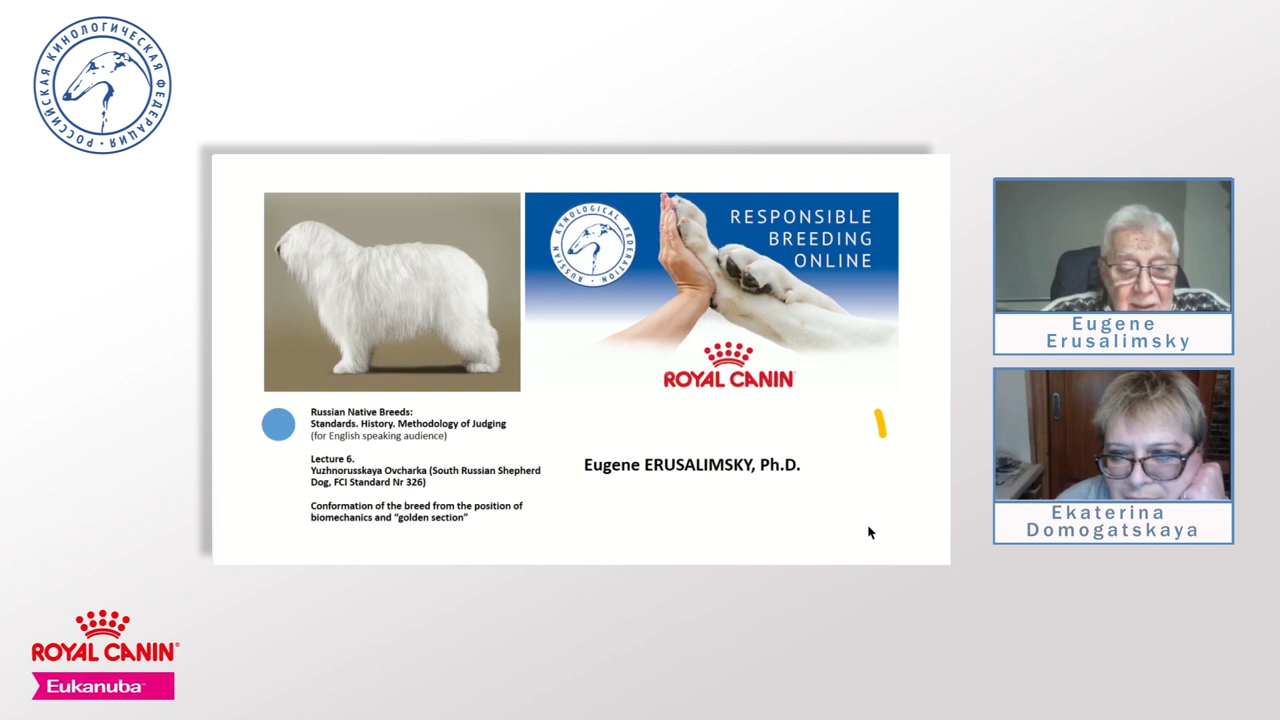 РОССИЙСКАЯ КИНОЛОГИЧЕСКАЯ ФЕДЕРАЦИЯ
RUSSIAN KYNOLOGICAL FEDERATION
RESPONSIBLE
BREEDING
ONLINE
ROYAL CANIN
Russian Native Breeds:
Standards. History. Methodology of Judging
(for English speaking audience)
Lecture 6.
Yuzhnorusskaya Ovcharka (South Russian Shepherd
Dog, FCI Standard Nr 326)
Conformation of the breed from the position of
biomechanics and “golden section”
Eugene ERUSALIMSKY, Ph.D.
Eugene
Erusalimsky
Ekaterina
Domogatskaya
ROYAL CANIN®
Eukanuba™